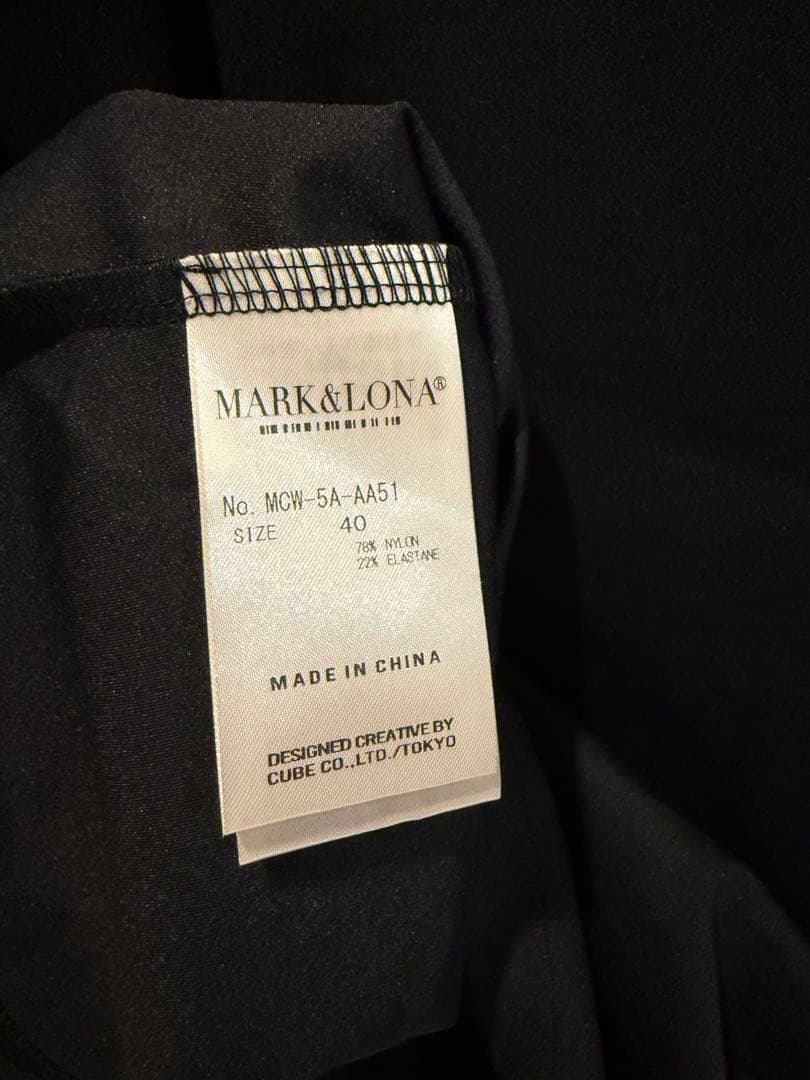 MARK&LONA®
No. MCW-5A-AA51
SIZE 40
78% NYLON
22% ELASTANE
MADE IN CHINA
DESIGNED CREATIVE BY
CUBE CO.,LTD./TOKYO